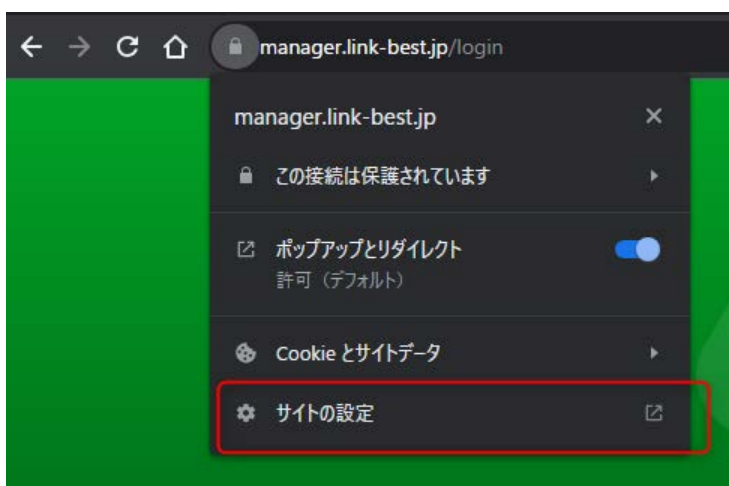 manager.link-best.jp/login
manager.link-best.jp
この接続は保護されています
ポップアップとリダイレクト
許可（デフォルト）
Cookie とサイトデータ
サイトの設定